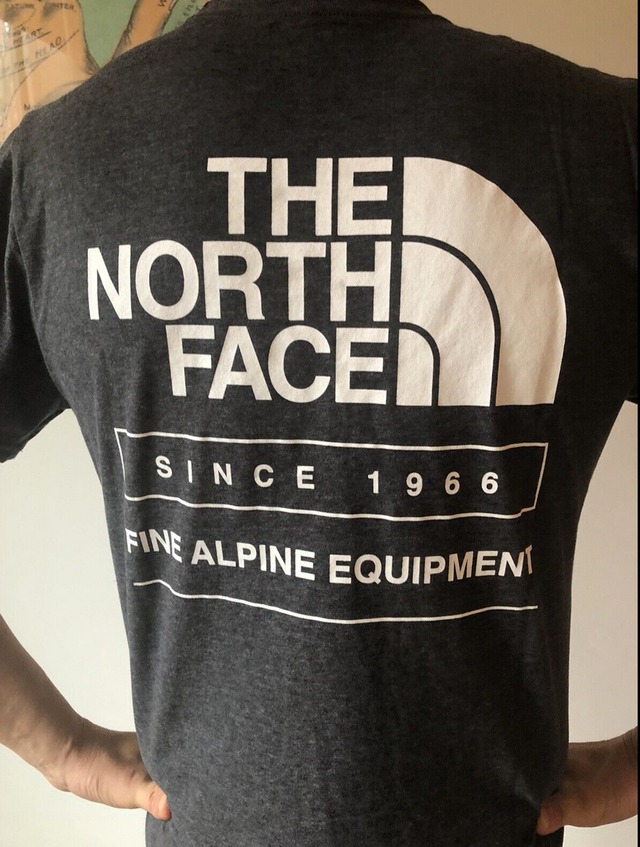 THE
NORTH
FACE
SINCE 1966
FINE ALPINE EQUIPMENT